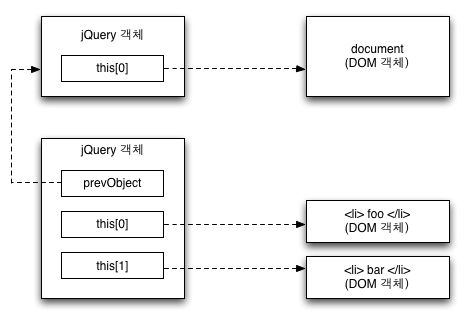 jQuery 객체
this[0]
document
(DOM 객체)
jQuery 객체
prevObject
this[0]
<li> foo </li>
(DOM 객체)
this[1]
<li> bar </li>
(DOM 객체)